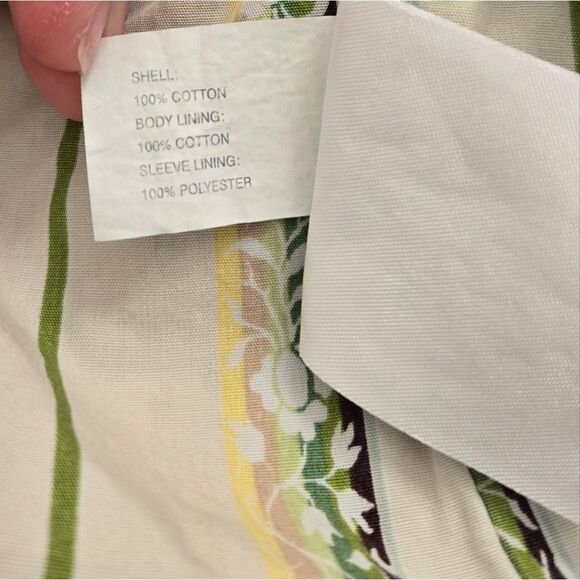 SHELL:
100% COTTON
BODY LINING:
100% COTTON
SLEEVE LINING:
100% POLYESTER